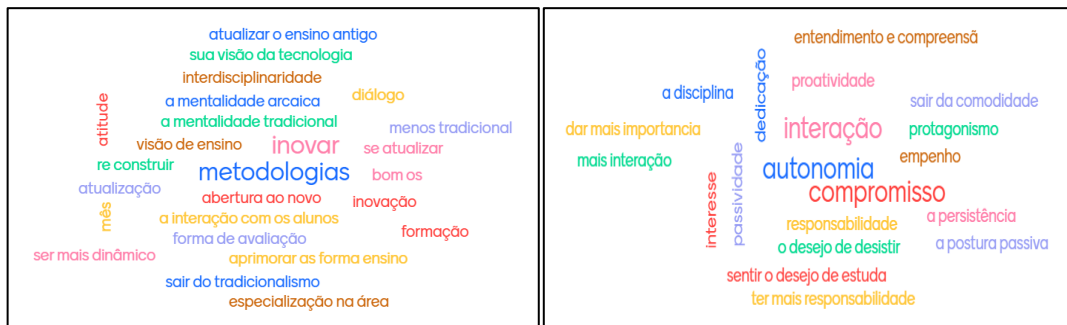 atualizar o ensino antigo
sua visão da tecnologia
interdisciplinaridade
diálogo
a mentalidade arcaica
atitude
a mentalidade tradicional
menos tradicional
visão de ensino
inovar
se atualizar
re construir
metodologias
bom os
atualização
abertura ao novo
inovação
mês
a interação com os alunos
formação
forma de avaliação
ser mais dinâmico
aprimorar as forma ensino
sair do tradicionalismo
especialização na área
entendimento e compreensã
dedicação
proatividade
a disciplina
sair da comodidade
dar mais importancia
interação
protagonismo
mais interação
passividade
empenho
autonomia
compromisso
interesse
responsabilidade
a persistência
o desejo de desistir
a postura passiva
sentir o desejo de estuda
ter mais responsabilidade